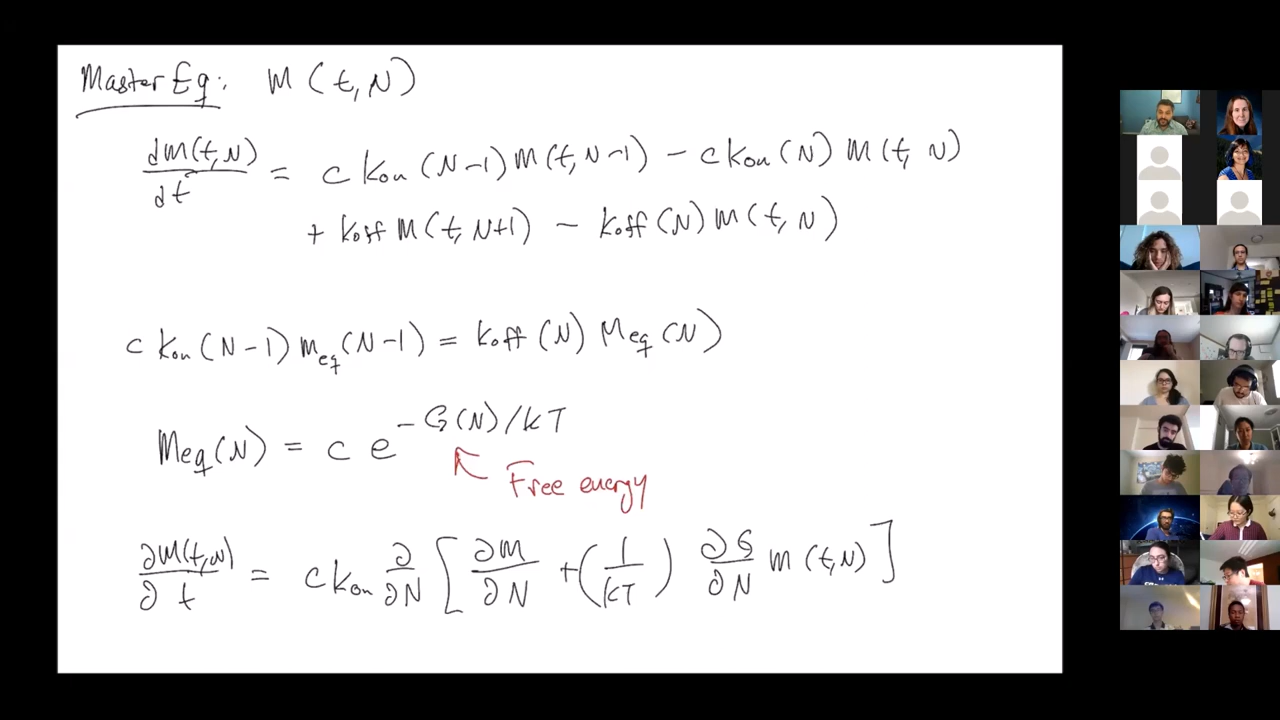 Master Eq: M(t,N)
dM(t,N)/dt = c kon(N-1) M(t,N-1) - c kon(N) M(t,N)
+ koff M(t,N+1) - koff(N) M(t,N)
c kon(N-1) Meq(N-1) = koff(N) Meq(N)
Meq(N) = c e^{-G(N)/kT}
Free energy
∂M(t,N)/∂t = c kon ∂/∂N [∂M/∂N + (1/kT) ∂G/∂N M(t,N)]